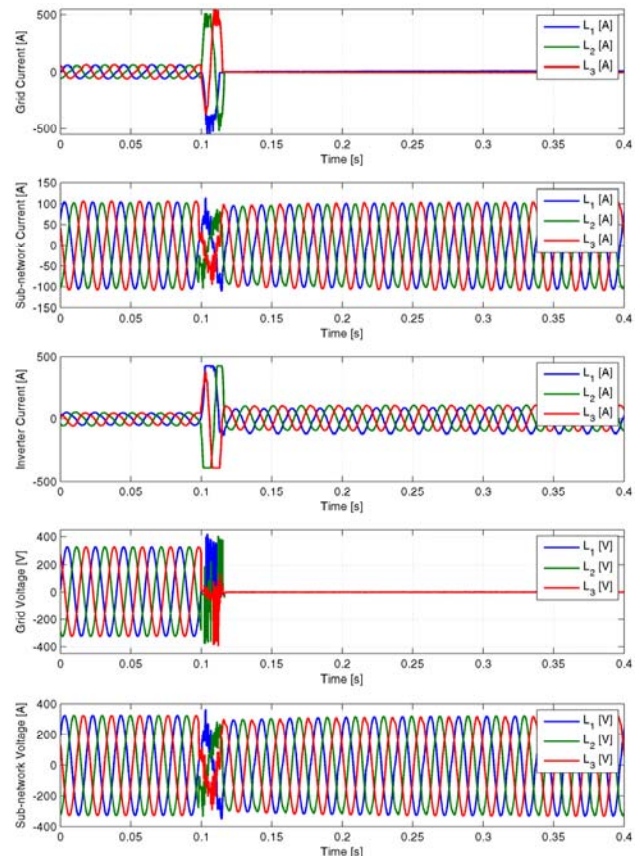 Grid Current [A]
500
0
-500
L1 [A]
L2 [A]
L3 [A]
0 0.05 0.1 0.15 0.2 0.25 0.3 0.35 0.4
Time [s]
Sub-network Current [A]
150
100
50
0
-50
-100
-150
L1 [A]
L2 [A]
L3 [A]
0 0.05 0.1 0.15 0.2 0.25 0.3 0.35 0.4
Time [s]
Inverter Current [A]
500
0
-500
L1 [A]
L2 [A]
L3 [A]
0 0.05 0.1 0.15 0.2 0.25 0.3 0.35 0.4
Time [s]
Grid Voltage [V]
400
200
0
-200
-400
L1 [V]
L2 [V]
L3 [V]
0 0.05 0.1 0.15 0.2 0.25 0.3 0.35 0.4
Time [s]
Sub-network Voltage [A]
400
200
0
-200
-400
L1 [V]
L2 [V]
L3 [V]
0 0.05 0.1 0.15 0.2 0.25 0.3 0.35 0.4
Time [s]